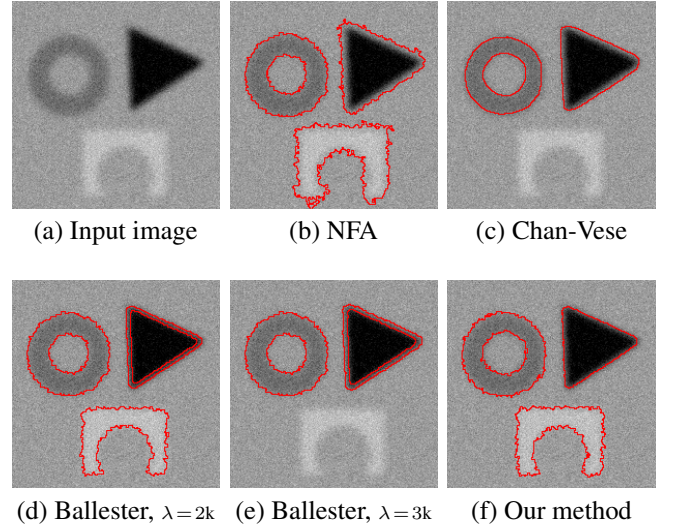 (a) Input image (b) NFA (c) Chan-Vese
(d) Ballester, λ = 2k (e) Ballester, λ = 3k (f) Our method